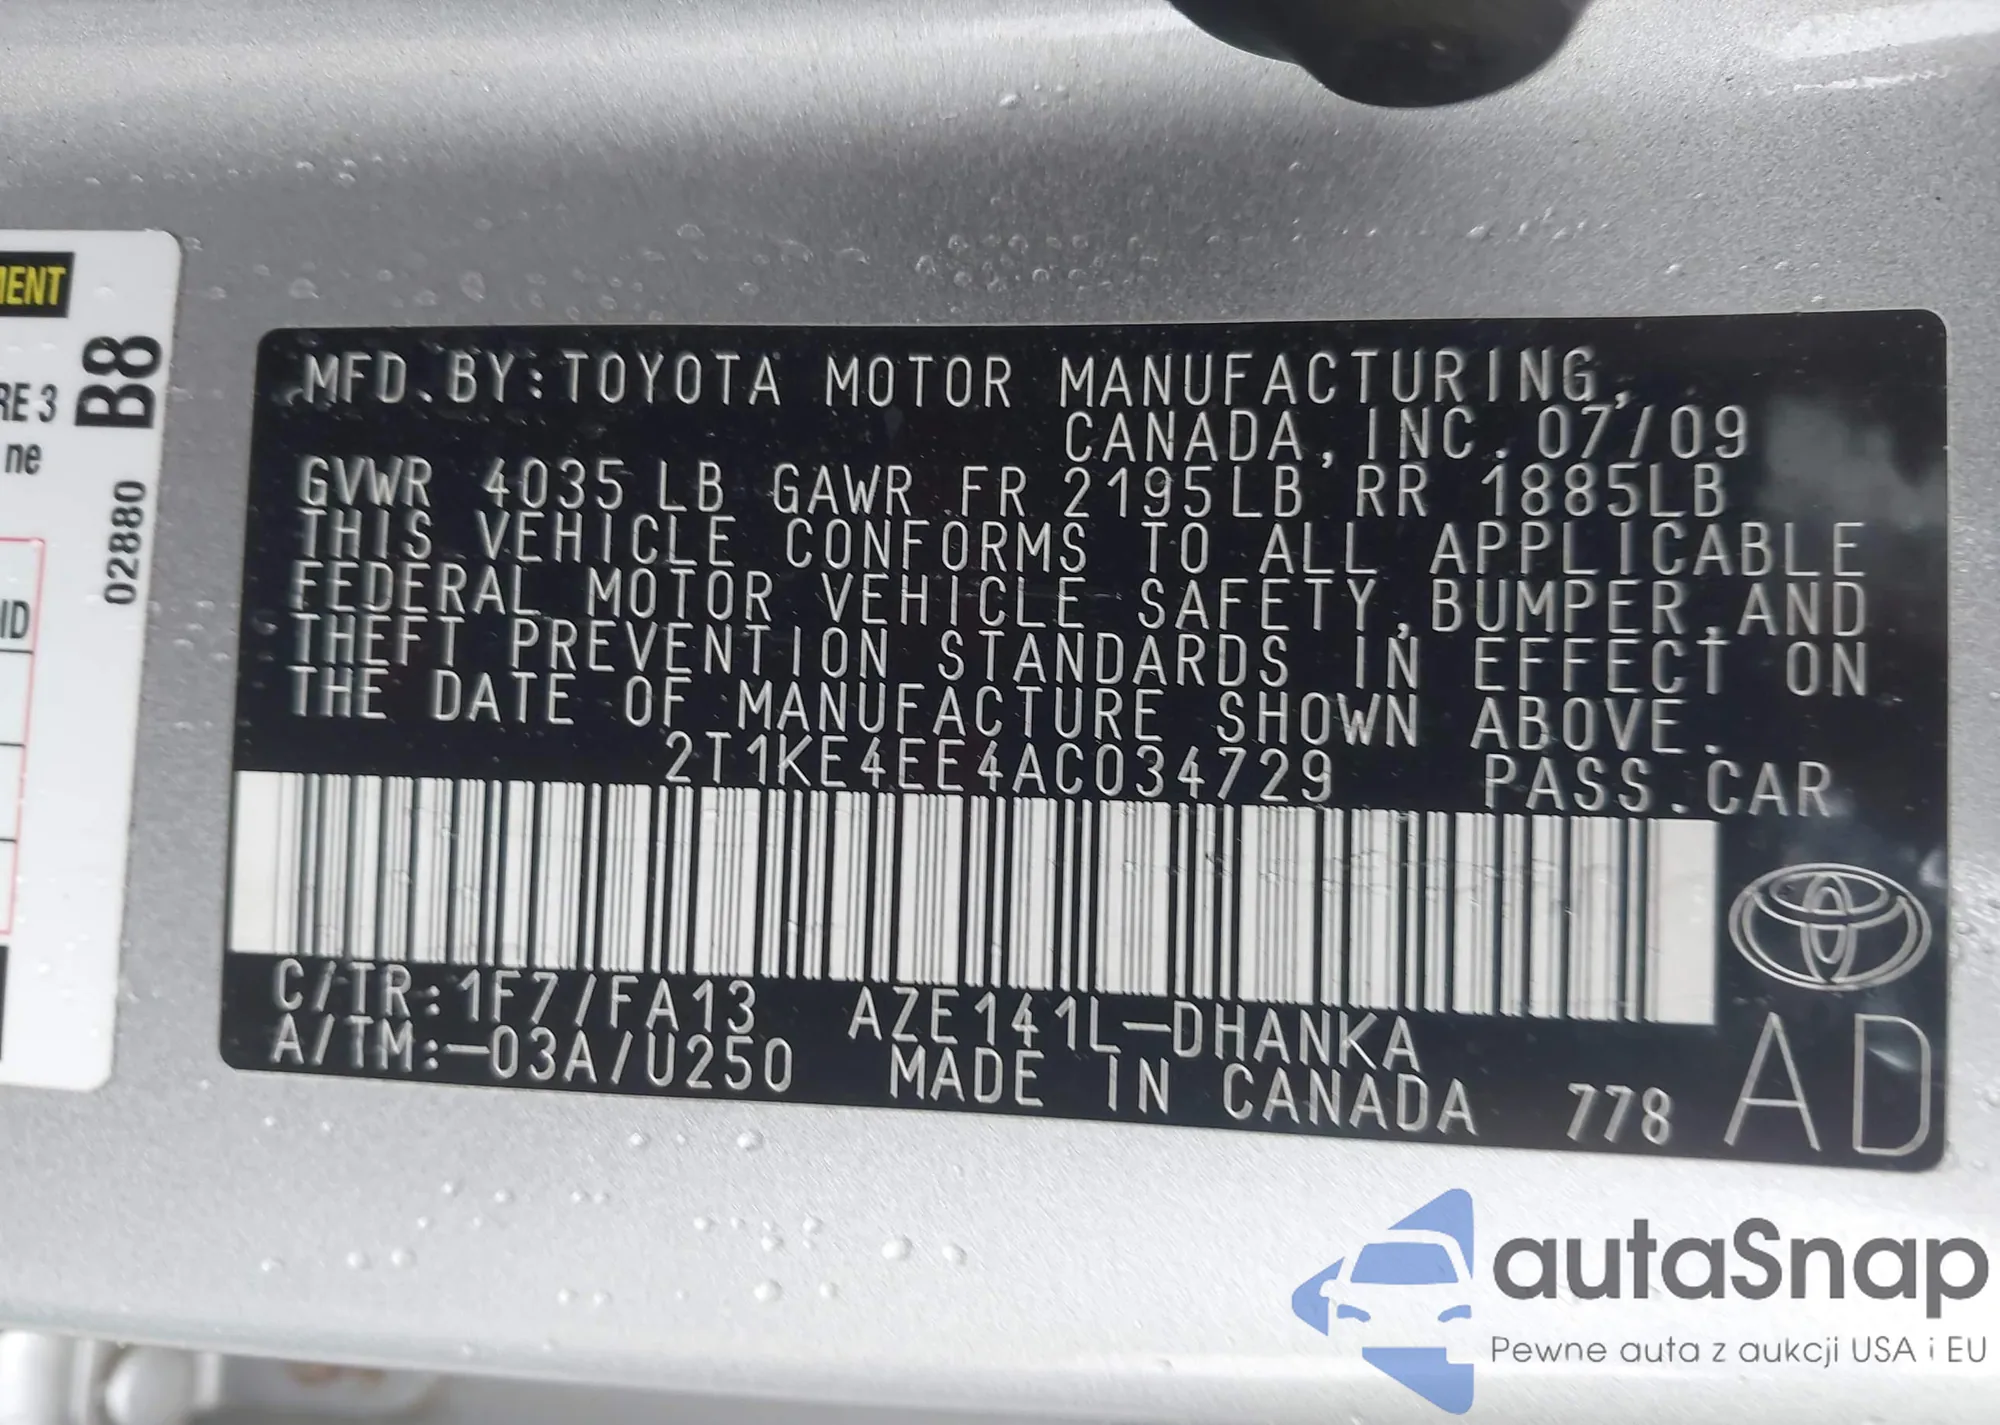 MENT
RE 3
ne
B8
02880
ID
MFD.BY:TOYOTA MOTOR MANUFACTURING,
CANADA,INC.07/09
GVWR 4035LB GAWR FR 2195LB RR 1885LB
THIS VEHICLE CONFORMS TO ALL APPLICABLE
FEDERAL MOTOR VEHICLE SAFETY,BUMPER,AND
THEFT PREVENTION STANDARDS IN EFFECT ON
THE DATE OF MANUFACTURE SHOWN ABOVE.
2T1KE4EE4AC034729 PASS.CAR
C/TR:1F7/FA13 AZE141L-DHANKA
A/TM:-03A/U250 MADE IN CANADA 778 AD
autaSnap
Pewne auta z aukcji USA i EU